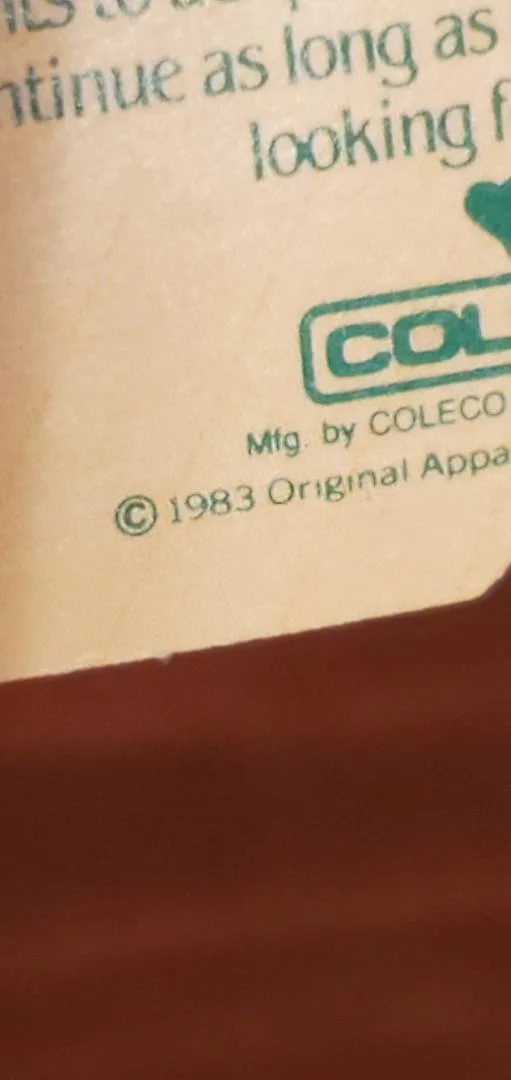 ntinue as long as
looking f
COL
Mfg. by COLECO
© 1983 Original Appa